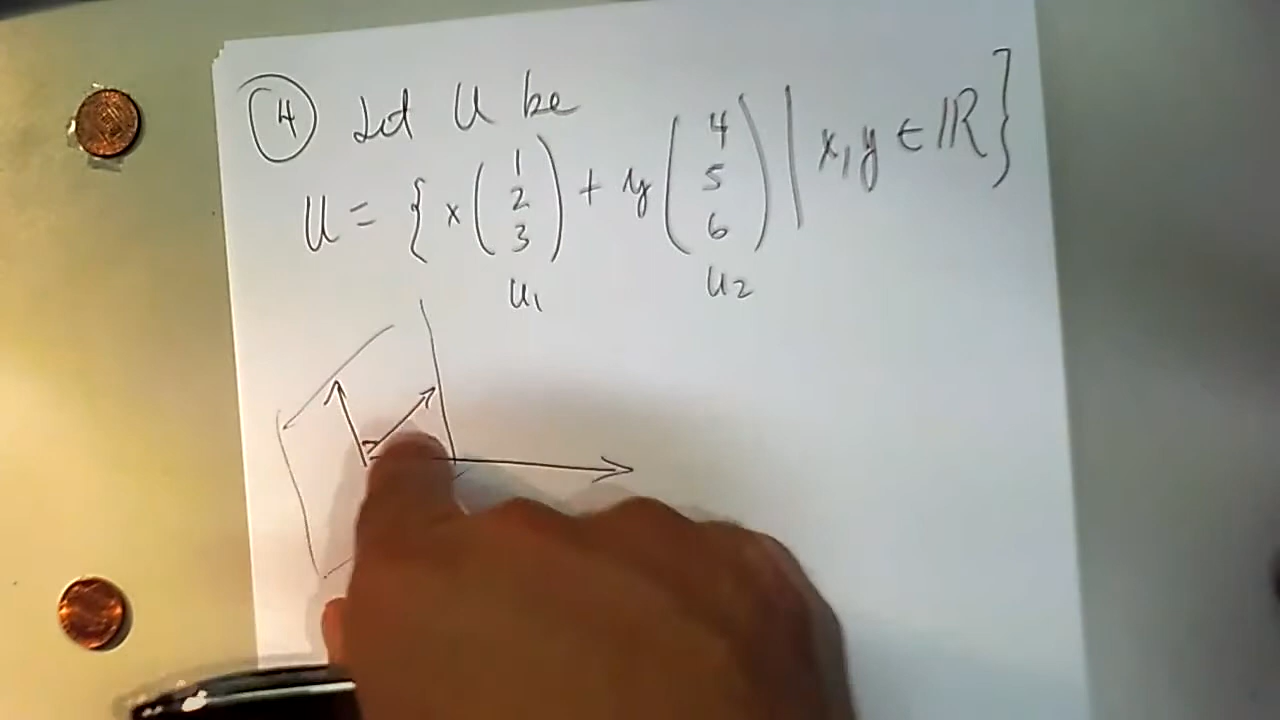 4 Let U be
U = { x ( 1 2 3 ) + y ( 4 5 6 ) | x, y ∈ ℝ }
u₁ u₂